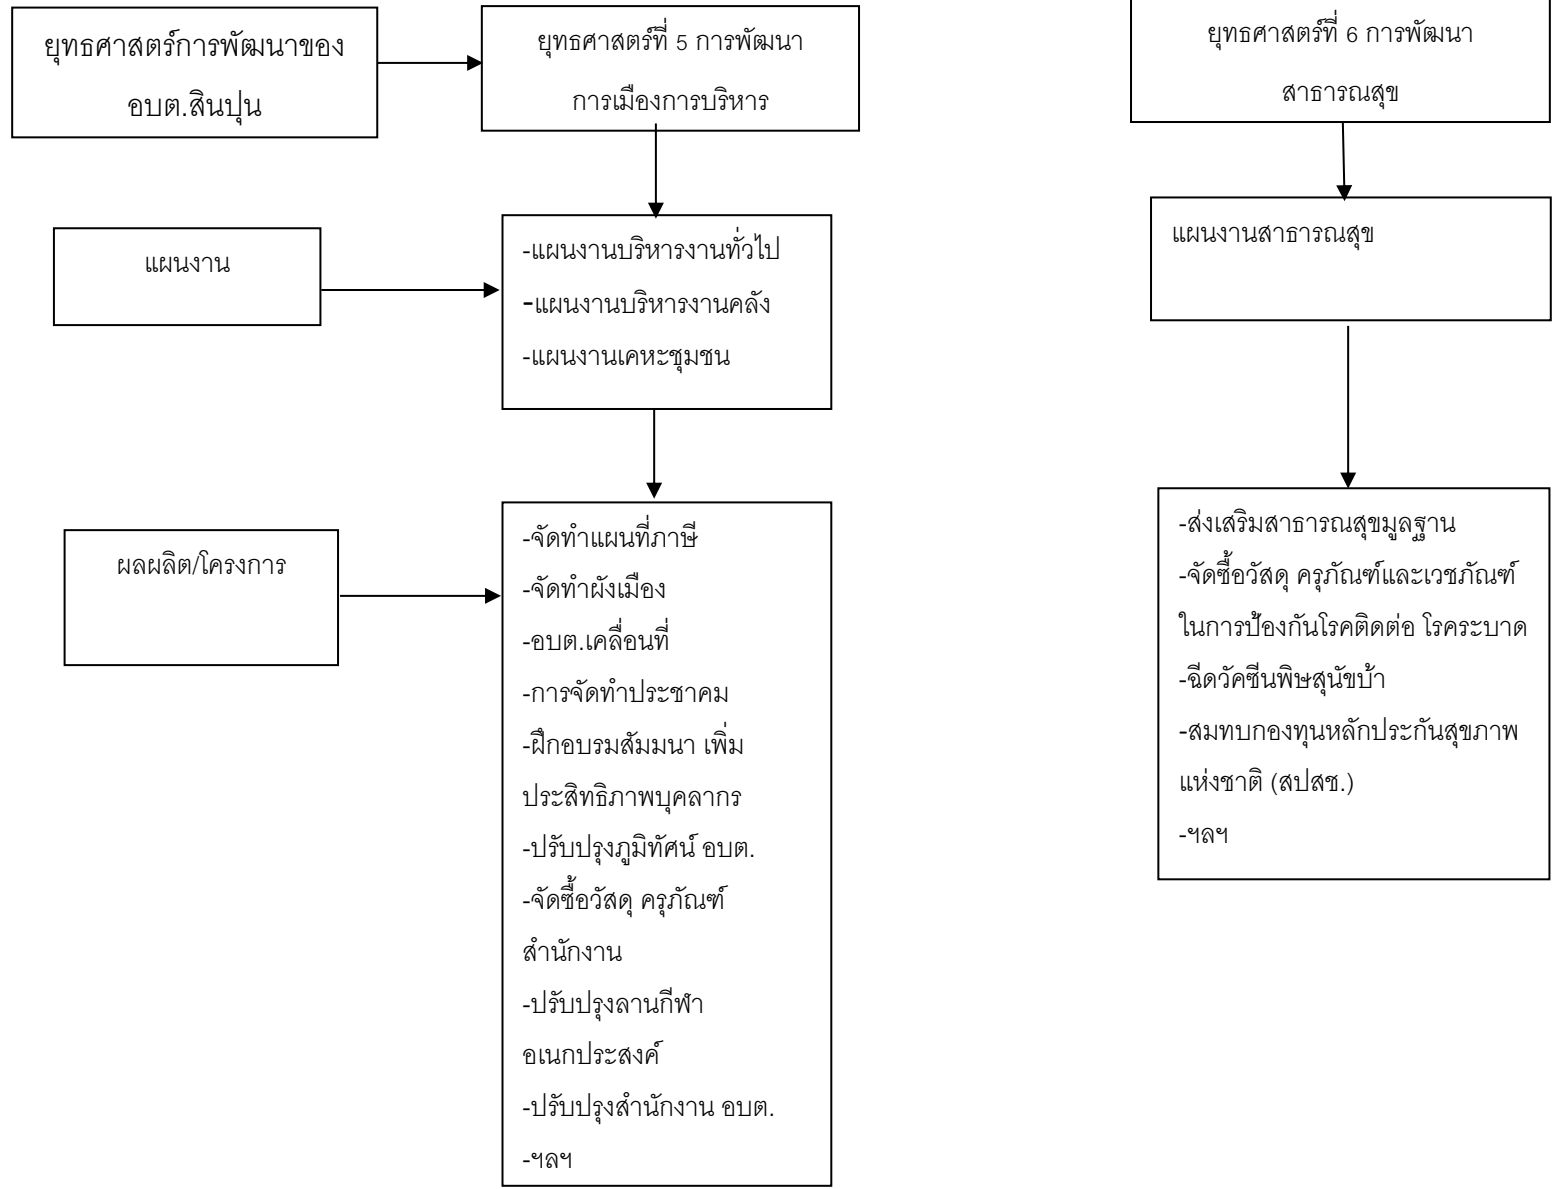 ยุทธศาสตร์การพัฒนาของ
อบต.สินปุน
ยุทธศาสตร์ที่ 5 การพัฒนา
การเมืองการบริหาร
ยุทธศาสตร์ที่ 6 การพัฒนา
สาธารณสุข
แผนงาน
-แผนงานบริหารงานทั่วไป
-แผนงานบริหารงานคลัง
-แผนงานเคหะชุมชน
แผนงานสาธารณสุข
ผลผลิต/โครงการ
-จัดทำแผนที่ภาษี
-จัดทำผังเมือง
-อบต.เคลื่อนที่
-การจัดทำประชาคม
-ฝึกอบรมสัมมนา เพิ่ม
ประสิทธิภาพบุคลากร
-ปรับปรุงภูมิทัศน์ อบต.
-จัดซื้อวัสดุ ครุภัณฑ์
สำนักงาน
-ปรับปรุงลานกีฬา
อเนกประสงค์
-ปรับปรุงสำนักงาน อบต.
-ฯลฯ
-ส่งเสริมสาธารณสุขมูลฐาน
-จัดซื้อวัสดุ ครุภัณฑ์และเวชภัณฑ์
ในการป้องกันโรคติดต่อ โรคระบาด
-ฉีดวัคซีนพิษสุนัขบ้า
-สมทบกองทุนหลักประกันสุขภาพ
แห่งชาติ (สปสช.)
-ฯลฯ